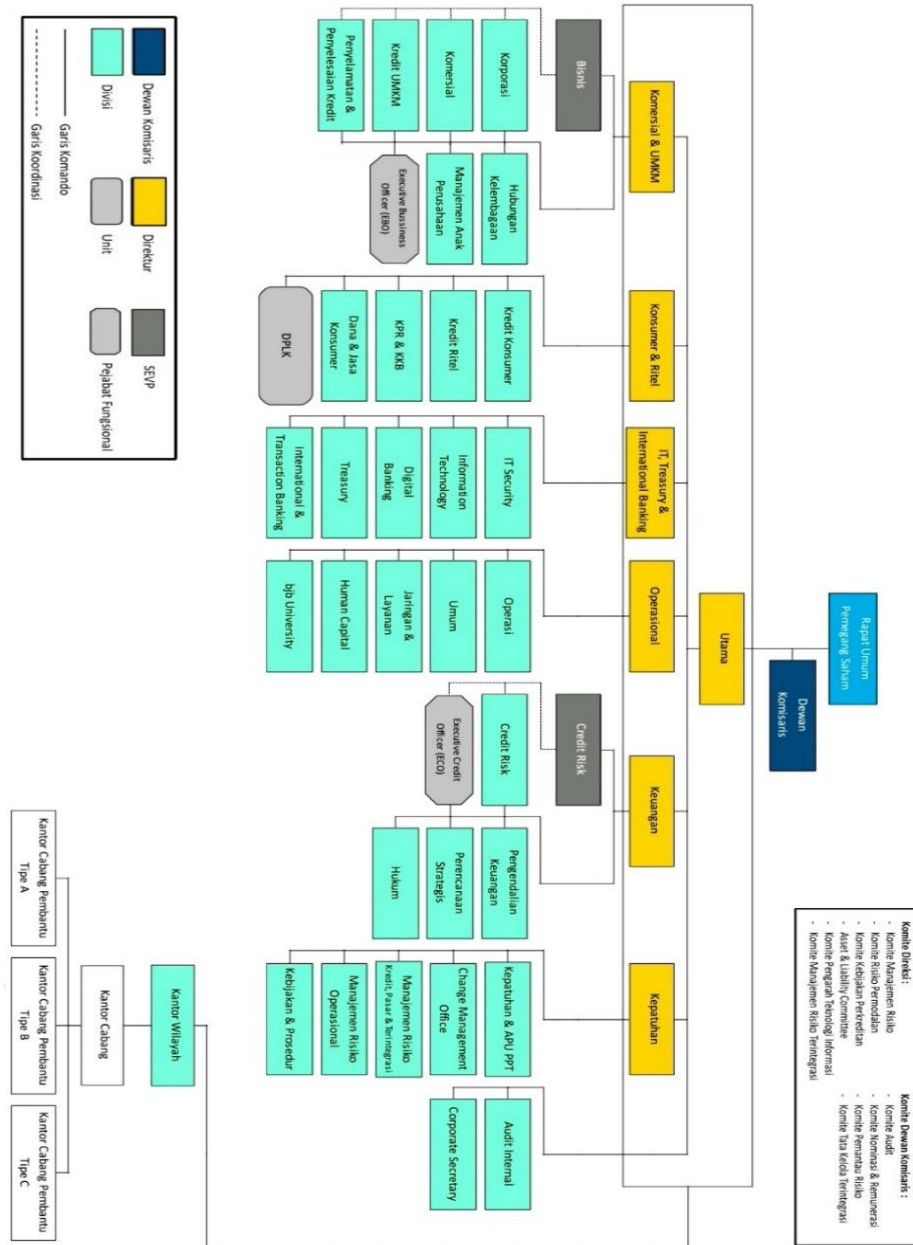 Rapat Umum
Pemegang Saham
Dewan
Komisaris
Utama
Komite Direksi :
- Komite Manajemen Risiko
- Komite Risiko Permodalan
- Komite Kebijakan Perkreditan
- Asset & Liability Committee
- Komite Pengarah Teknologi Informasi
- Komite Manajemen Risiko Terintegrasi
Komite Dewan Komisaris :
- Komite Audit
- Komite Nominasi & Remunerasi
- Komite Pemantau Risiko
- Komite Tata Kelola Terintegrasi
Komersial & UMKM
Konsumer & Ritel
IT, Treasury &
International Banking
Operasional
Keuangan
Kepatuhan
Bisnis
Korporasi
Komersial
Kredit UMKM
Penyelamatan &
Penyelesaian Kredit
Hubungan
Kelembagaan
Manajemen Anak
Perusahaan
Executive Bussiness
Officer (EBO)
Kredit Konsumer
Kredit Ritel
KPR & KKB
Dana & Jasa
Konsumer
DPLK
IT Security
Information
Technology
Digital
Banking
Treasury
International &
Transaction Banking
Operasi
Umum
Jaringan &
Layanan
Human Capital
bjb University
Credit Risk
Credit Risk
Executive Credit
Officer (ECO)
Pengendalian
Keuangan
Perencanaan
Strategis
Hukum
Kepatuhan & APU PPT
Change Management
Office
Manajemen Risiko
Kredit, Pasar & Terintegrasi
Manajemen Risiko
Operasional
Kebijakan & Prosedur
Audit Internal
Corporate Secretary
Kantor Wilayah
Kantor Cabang
Kantor Cabang Pembantu
Tipe A
Kantor Cabang Pembantu
Tipe B
Kantor Cabang Pembantu
Tipe C
Dewan Komisaris
Direktur
SEVP
Divisi
Unit
Pejabat Fungsional
Garis Komando
Garis Koordinasi